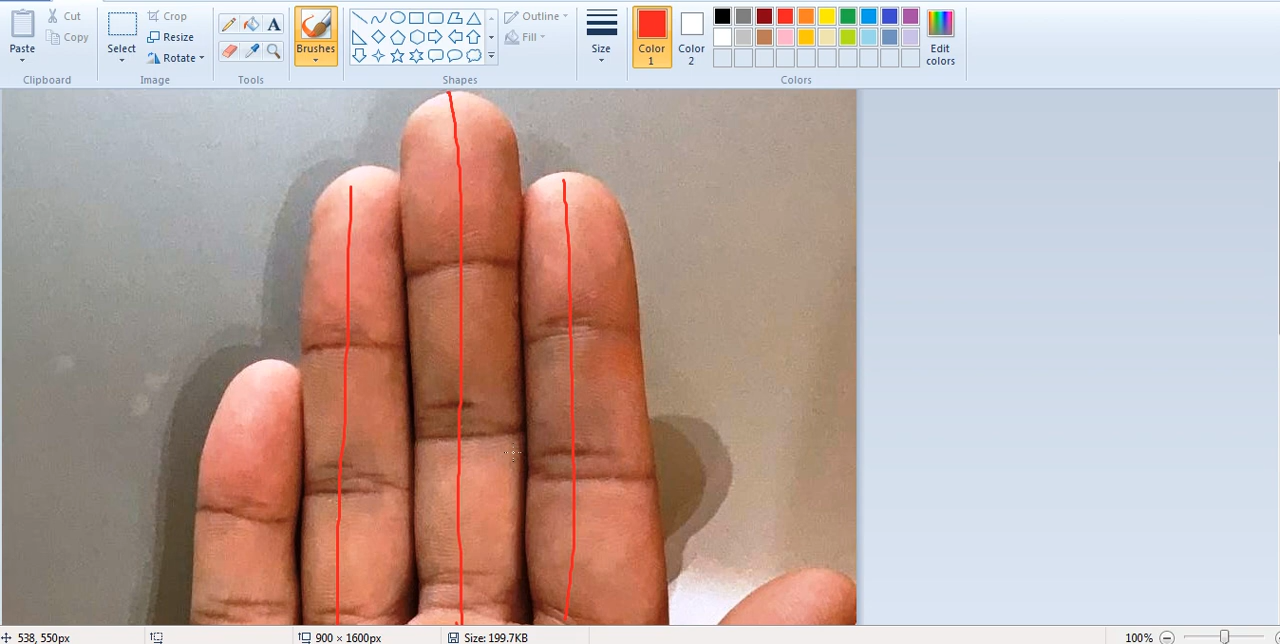 Cut
Copy
Paste
Clipboard
Select
Crop
Resize
Rotate
Image
A
Tools
Brushes
Shapes
Outline
Fill
Size
Color 1
Color 2
Edit colors
Colors
538, 550px
900 × 1600px
Size: 199.7KB
100%